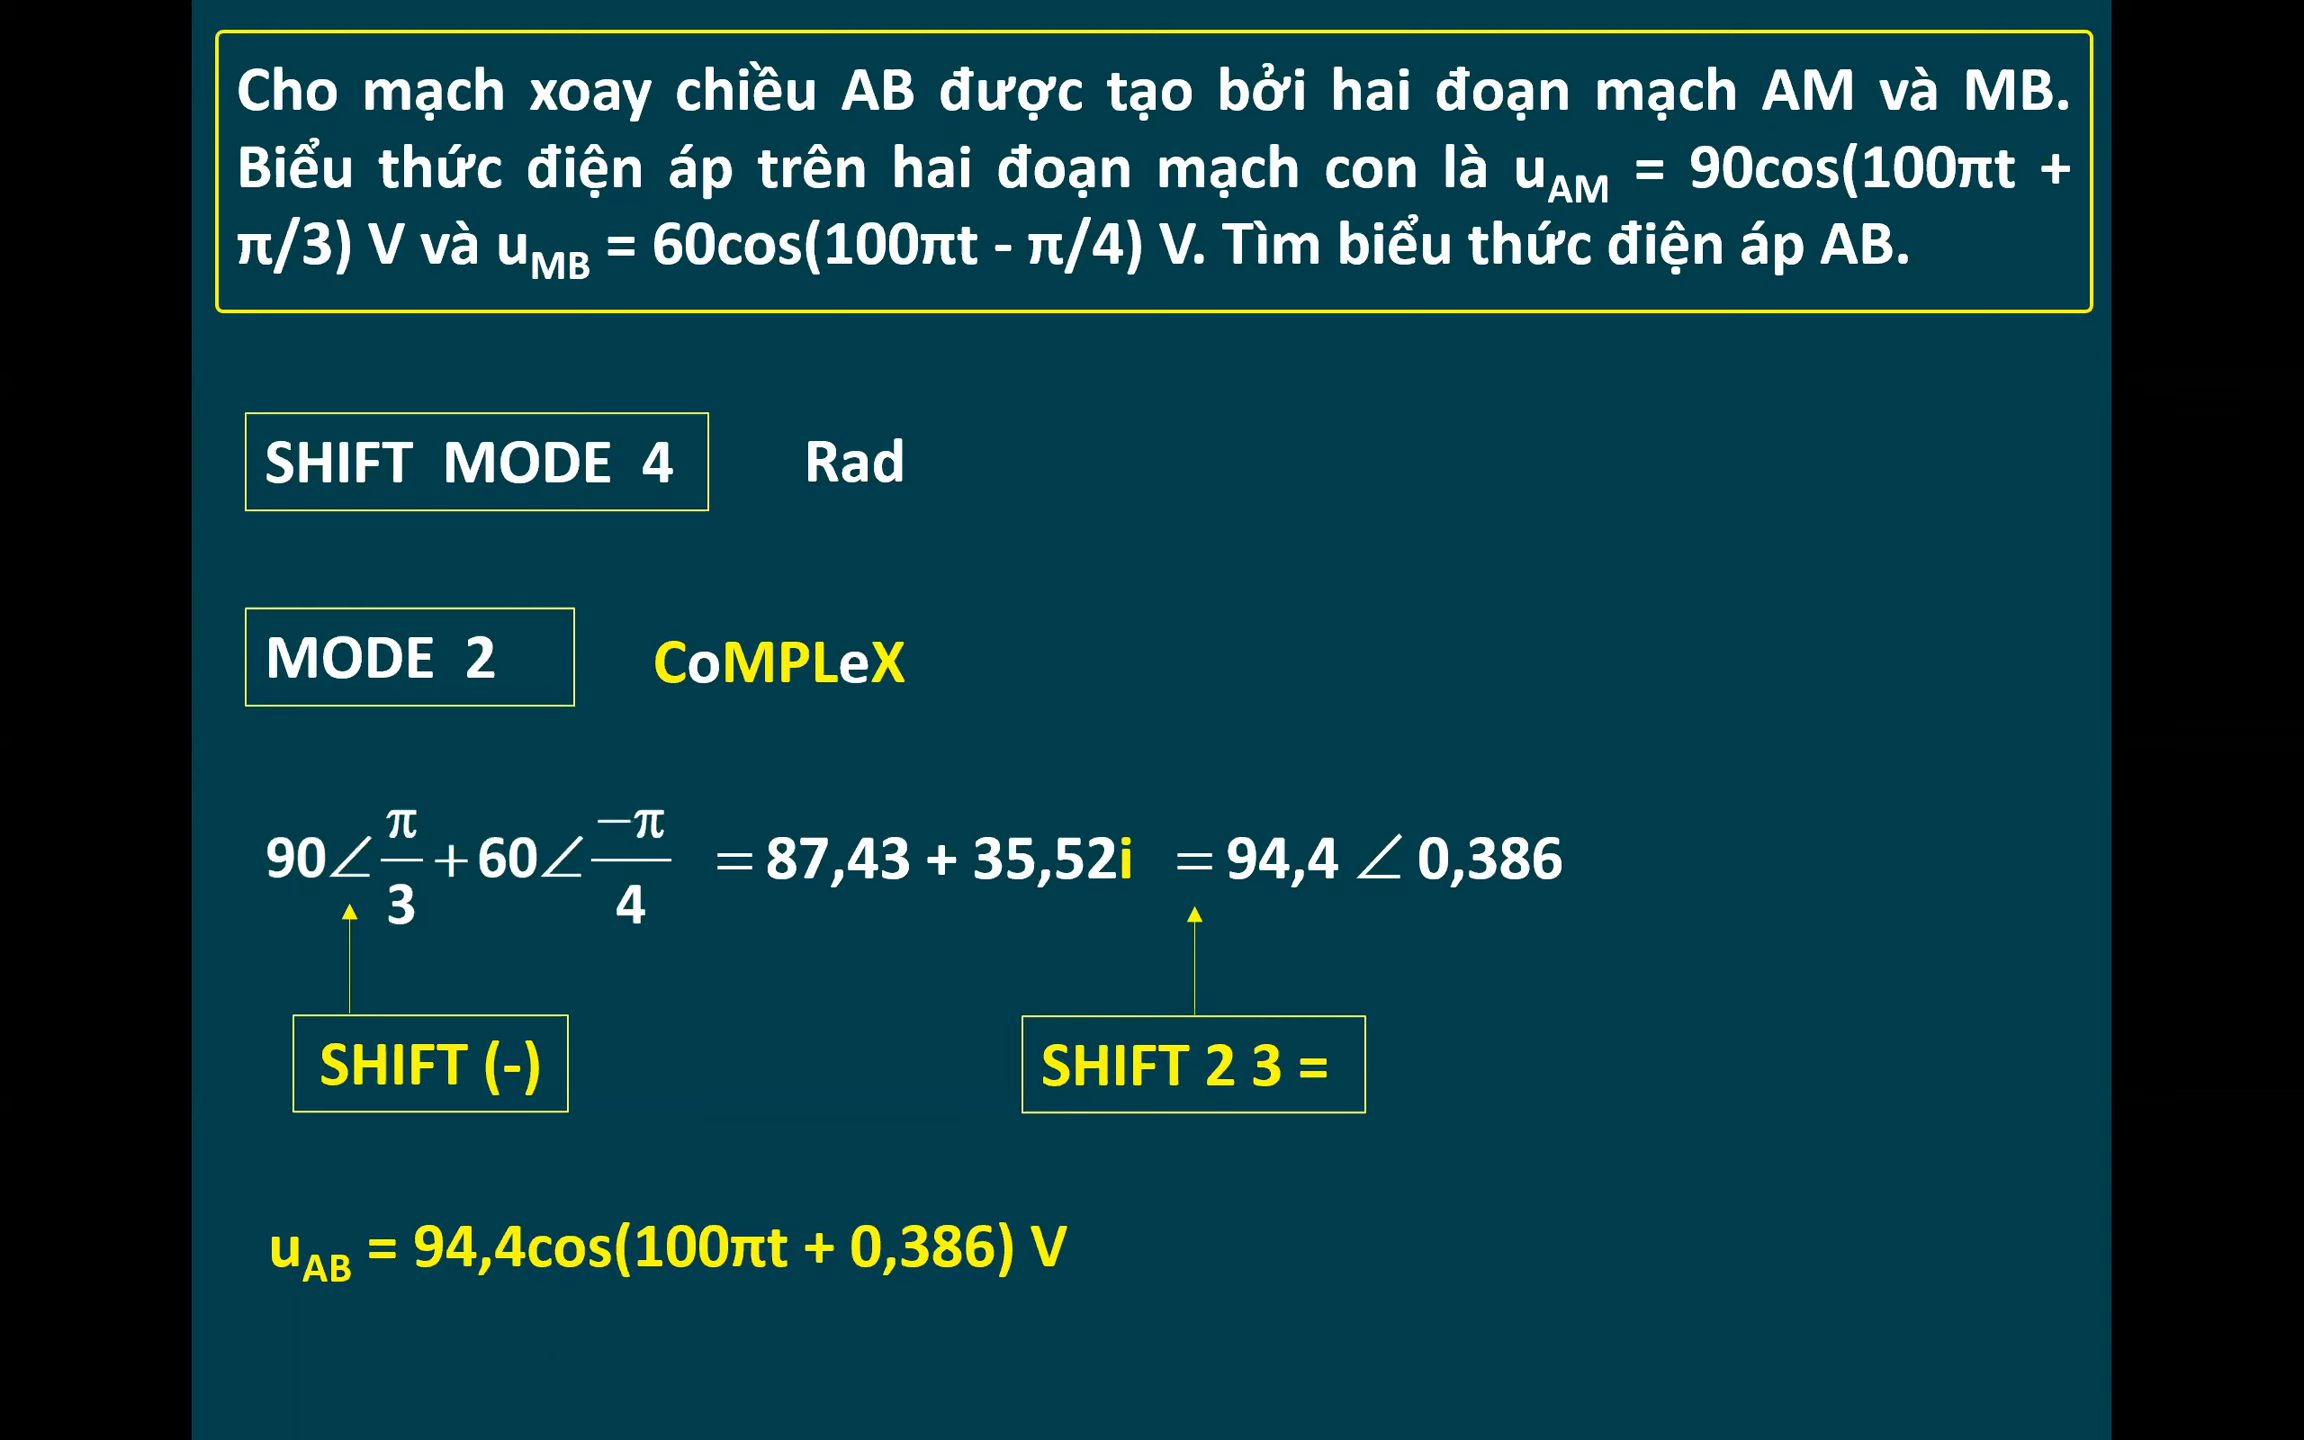 Cho mạch xoay chiều AB được tạo bởi hai đoạn mạch AM và MB.
Biểu thức điện áp trên hai đoạn mạch con là uAM = 90cos(100πt +
π/3) V và uMB = 60cos(100πt - π/4) V. Tìm biểu thức điện áp AB.
SHIFT MODE 4 Rad
MODE 2 CoMPLeX
90∠π/3 + 60∠-π/4 = 87,43 + 35,52i = 94,4 ∠ 0,386
SHIFT (-) SHIFT 2 3 =
uAB = 94,4cos(100πt + 0,386) V